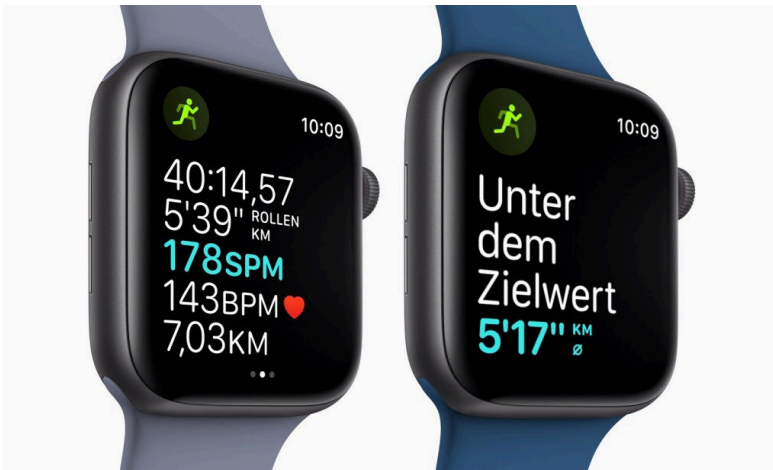 10:09
40:14,57
5'39" ROLLEN KM
178SPM
143BPM
7,03KM
10:09
Unter
dem
Zielwert
5'17" KM Ø